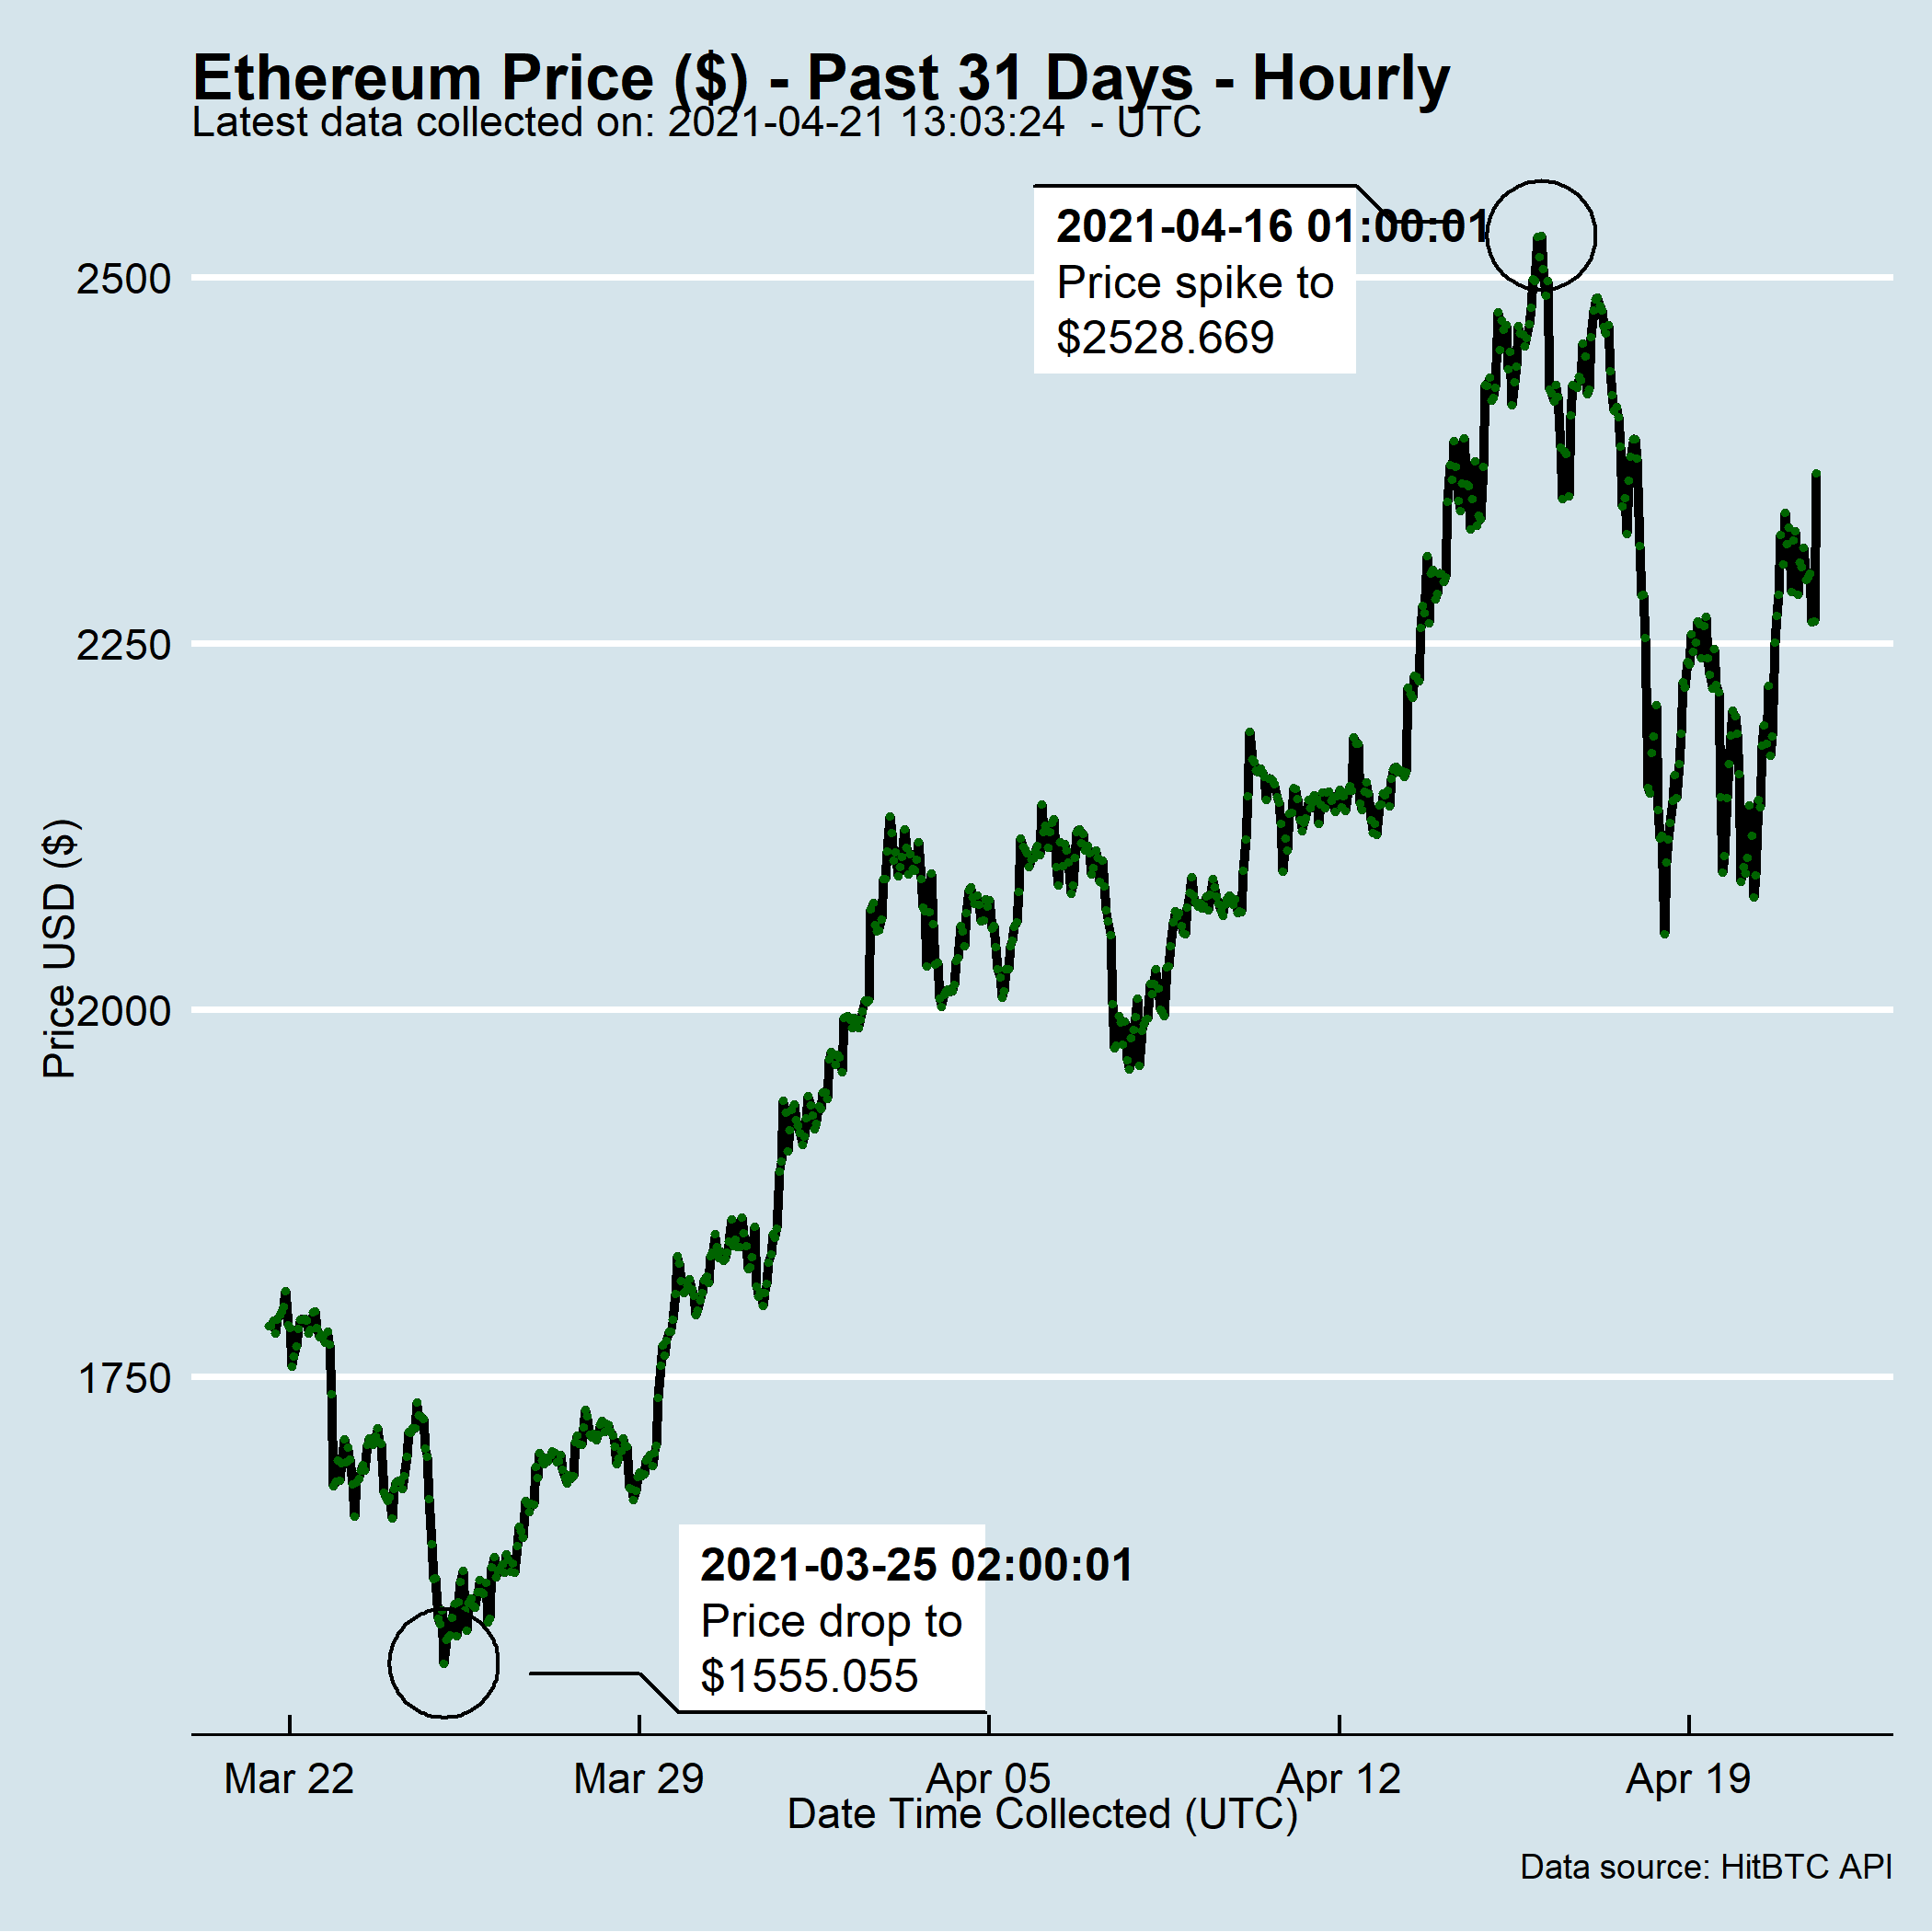 Ethereum Price ($) - Past 31 Days - Hourly
Latest data collected on: 2021-04-21 13:03:24  - UTC
2021-04-16 01:00:01
Price spike to
$2528.669
2500
2250
2000
1750
Price USD ($)
2021-03-25 02:00:01
Price drop to
$1555.055
Mar 22
Mar 29
Apr 05
Apr 12
Apr 19
Date Time Collected (UTC)
Data source: HitBTC API